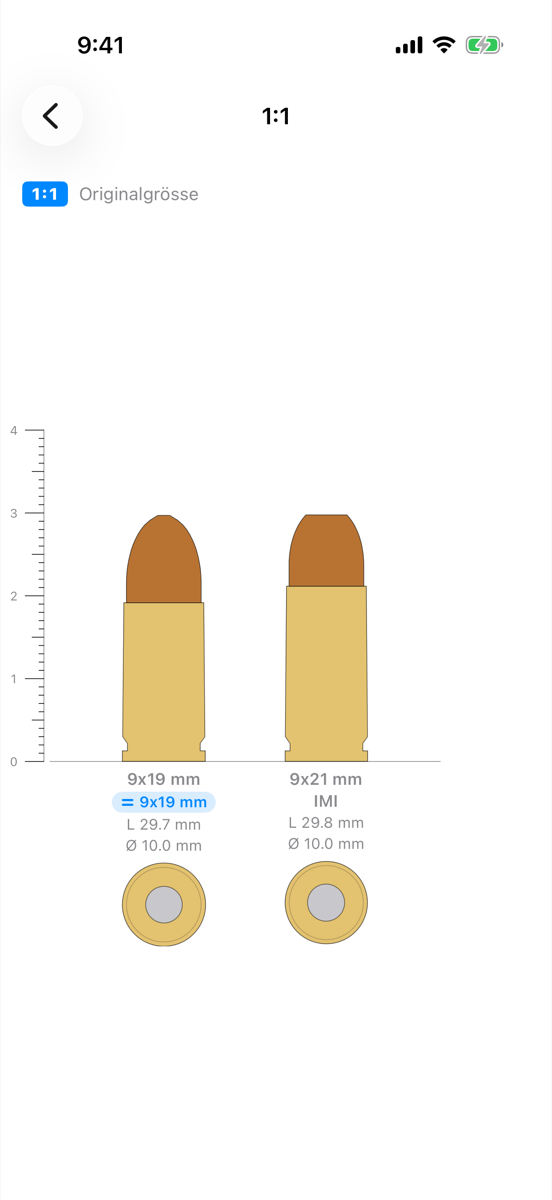 9:41
1:1
1:1 Originalgrösse
4
3
2
1
0
9x19 mm
= 9x19 mm
L 29.7 mm
Ø 10.0 mm
9x21 mm
IMI
L 29.8 mm
Ø 10.0 mm